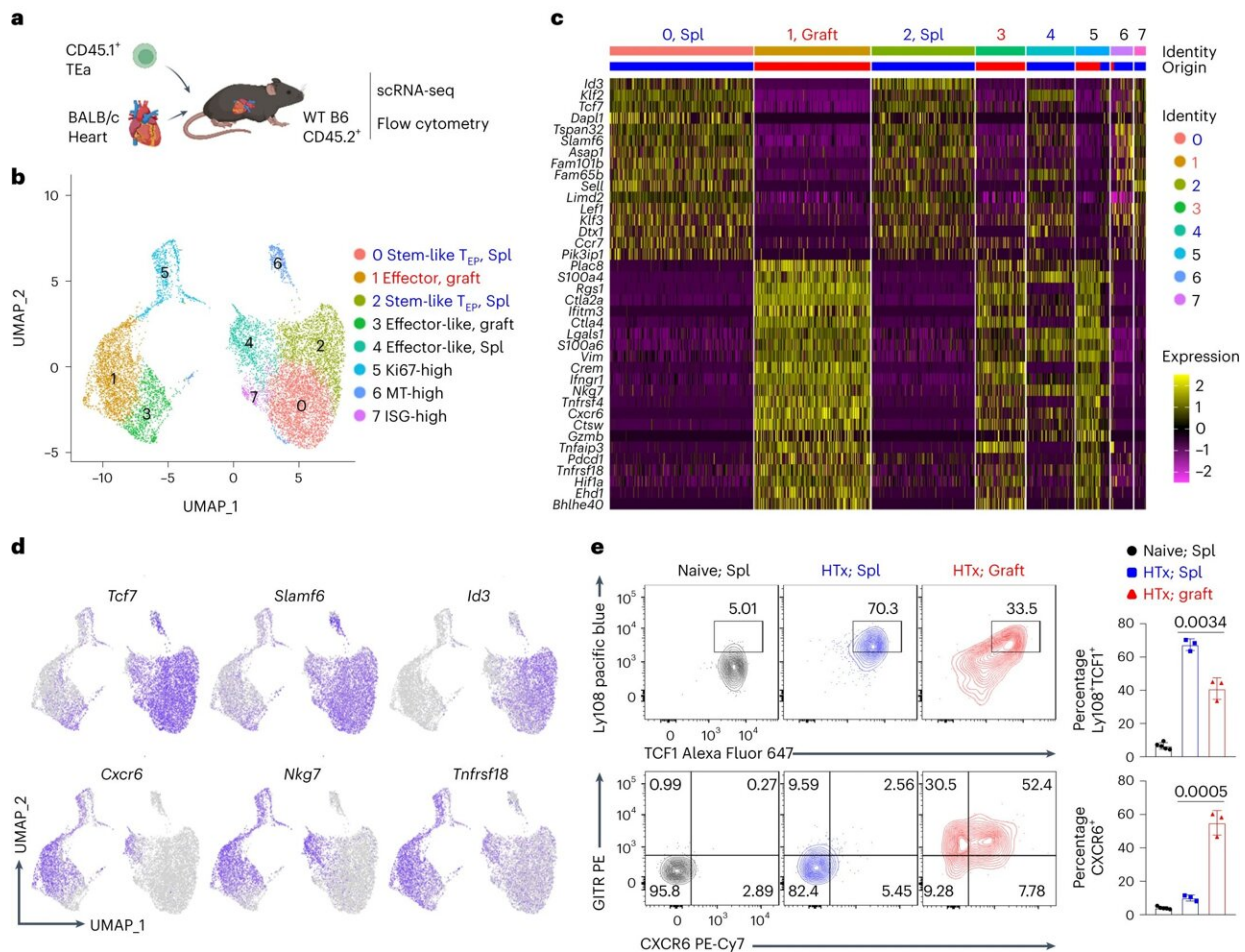 a
CD45.1⁺
TEa
BALB/c
Heart
WT B6
CD45.2⁺
scRNA-seq
Flow cytometry
b
UMAP_2
10
5
0
−5
−10
−5
0
5
UMAP_1
5
6
4
2
1
3
7
0
0 Stem-like T_EP, Spl
1 Effector, graft
2 Stem-like T_EP, Spl
3 Effector-like, graft
4 Effector-like, Spl
5 Ki67-high
6 MT-high
7 ISG-high
c
0, Spl
1, Graft
2, Spl
3
4
5
6
7
Identity
Origin
Id3
Klf2
Tcf7
Dapl1
Tspan32
Slamf6
Asap1
Fam101b
Fam65b
Sell
Limd2
Lef1
Klf3
Dtx1
Ccr7
Pik3ip1
Plac8
S100a4
Rgs1
Ctla2a
Ifitm3
Ctla4
Lgals1
S100a6
Vim
Crem
Ifngr1
Nkg7
Tnfrsf4
Cxcr6
Ctsw
Gzmb
Tnfaip3
Pdcd1
Tnfrsf18
Hif1a
Ehd1
Bhlhe40
Identity
0
1
2
3
4
5
6
7
Expression
2
1
0
−1
−2
d
Tcf7
Slamf6
Id3
Cxcr6
Nkg7
Tnfrsf18
UMAP_2
UMAP_1
e
Naive; Spl
HTx; Spl
HTx; Graft
Ly108 pacific blue
10⁵
10⁴
10³
0
5.01
70.3
33.5
0
10³
10⁴
TCF1 Alexa Fluor 647
GITR PE
10⁵
10⁴
10³
0
0.99
0.27
95.8
2.89
9.59
2.56
82.4
5.45
30.5
52.4
9.28
7.78
0
10³
10⁴
CXCR6 PE-Cy7
Naive; Spl
HTx; Spl
HTx; graft
Percentage
Ly108⁺TCF1⁺
80
60
40
20
0
0.0034
Percentage
CXCR6⁺
80
60
40
20
0
0.0005